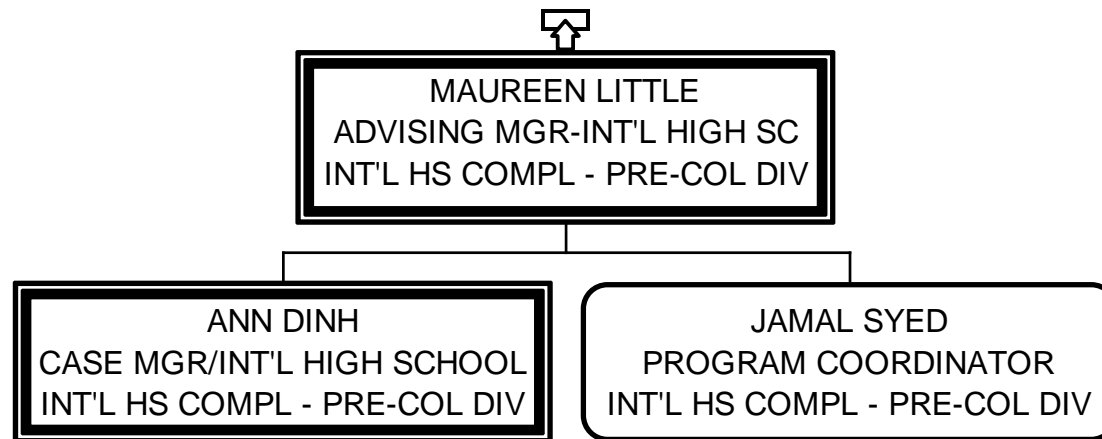 MAUREEN LITTLE
ADVISING MGR-INT'L HIGH SC
INT'L HS COMPL - PRE-COL DIV
ANN DINH
CASE MGR/INT'L HIGH SCHOOL
INT'L HS COMPL - PRE-COL DIV
JAMAL SYED
PROGRAM COORDINATOR
INT'L HS COMPL - PRE-COL DIV